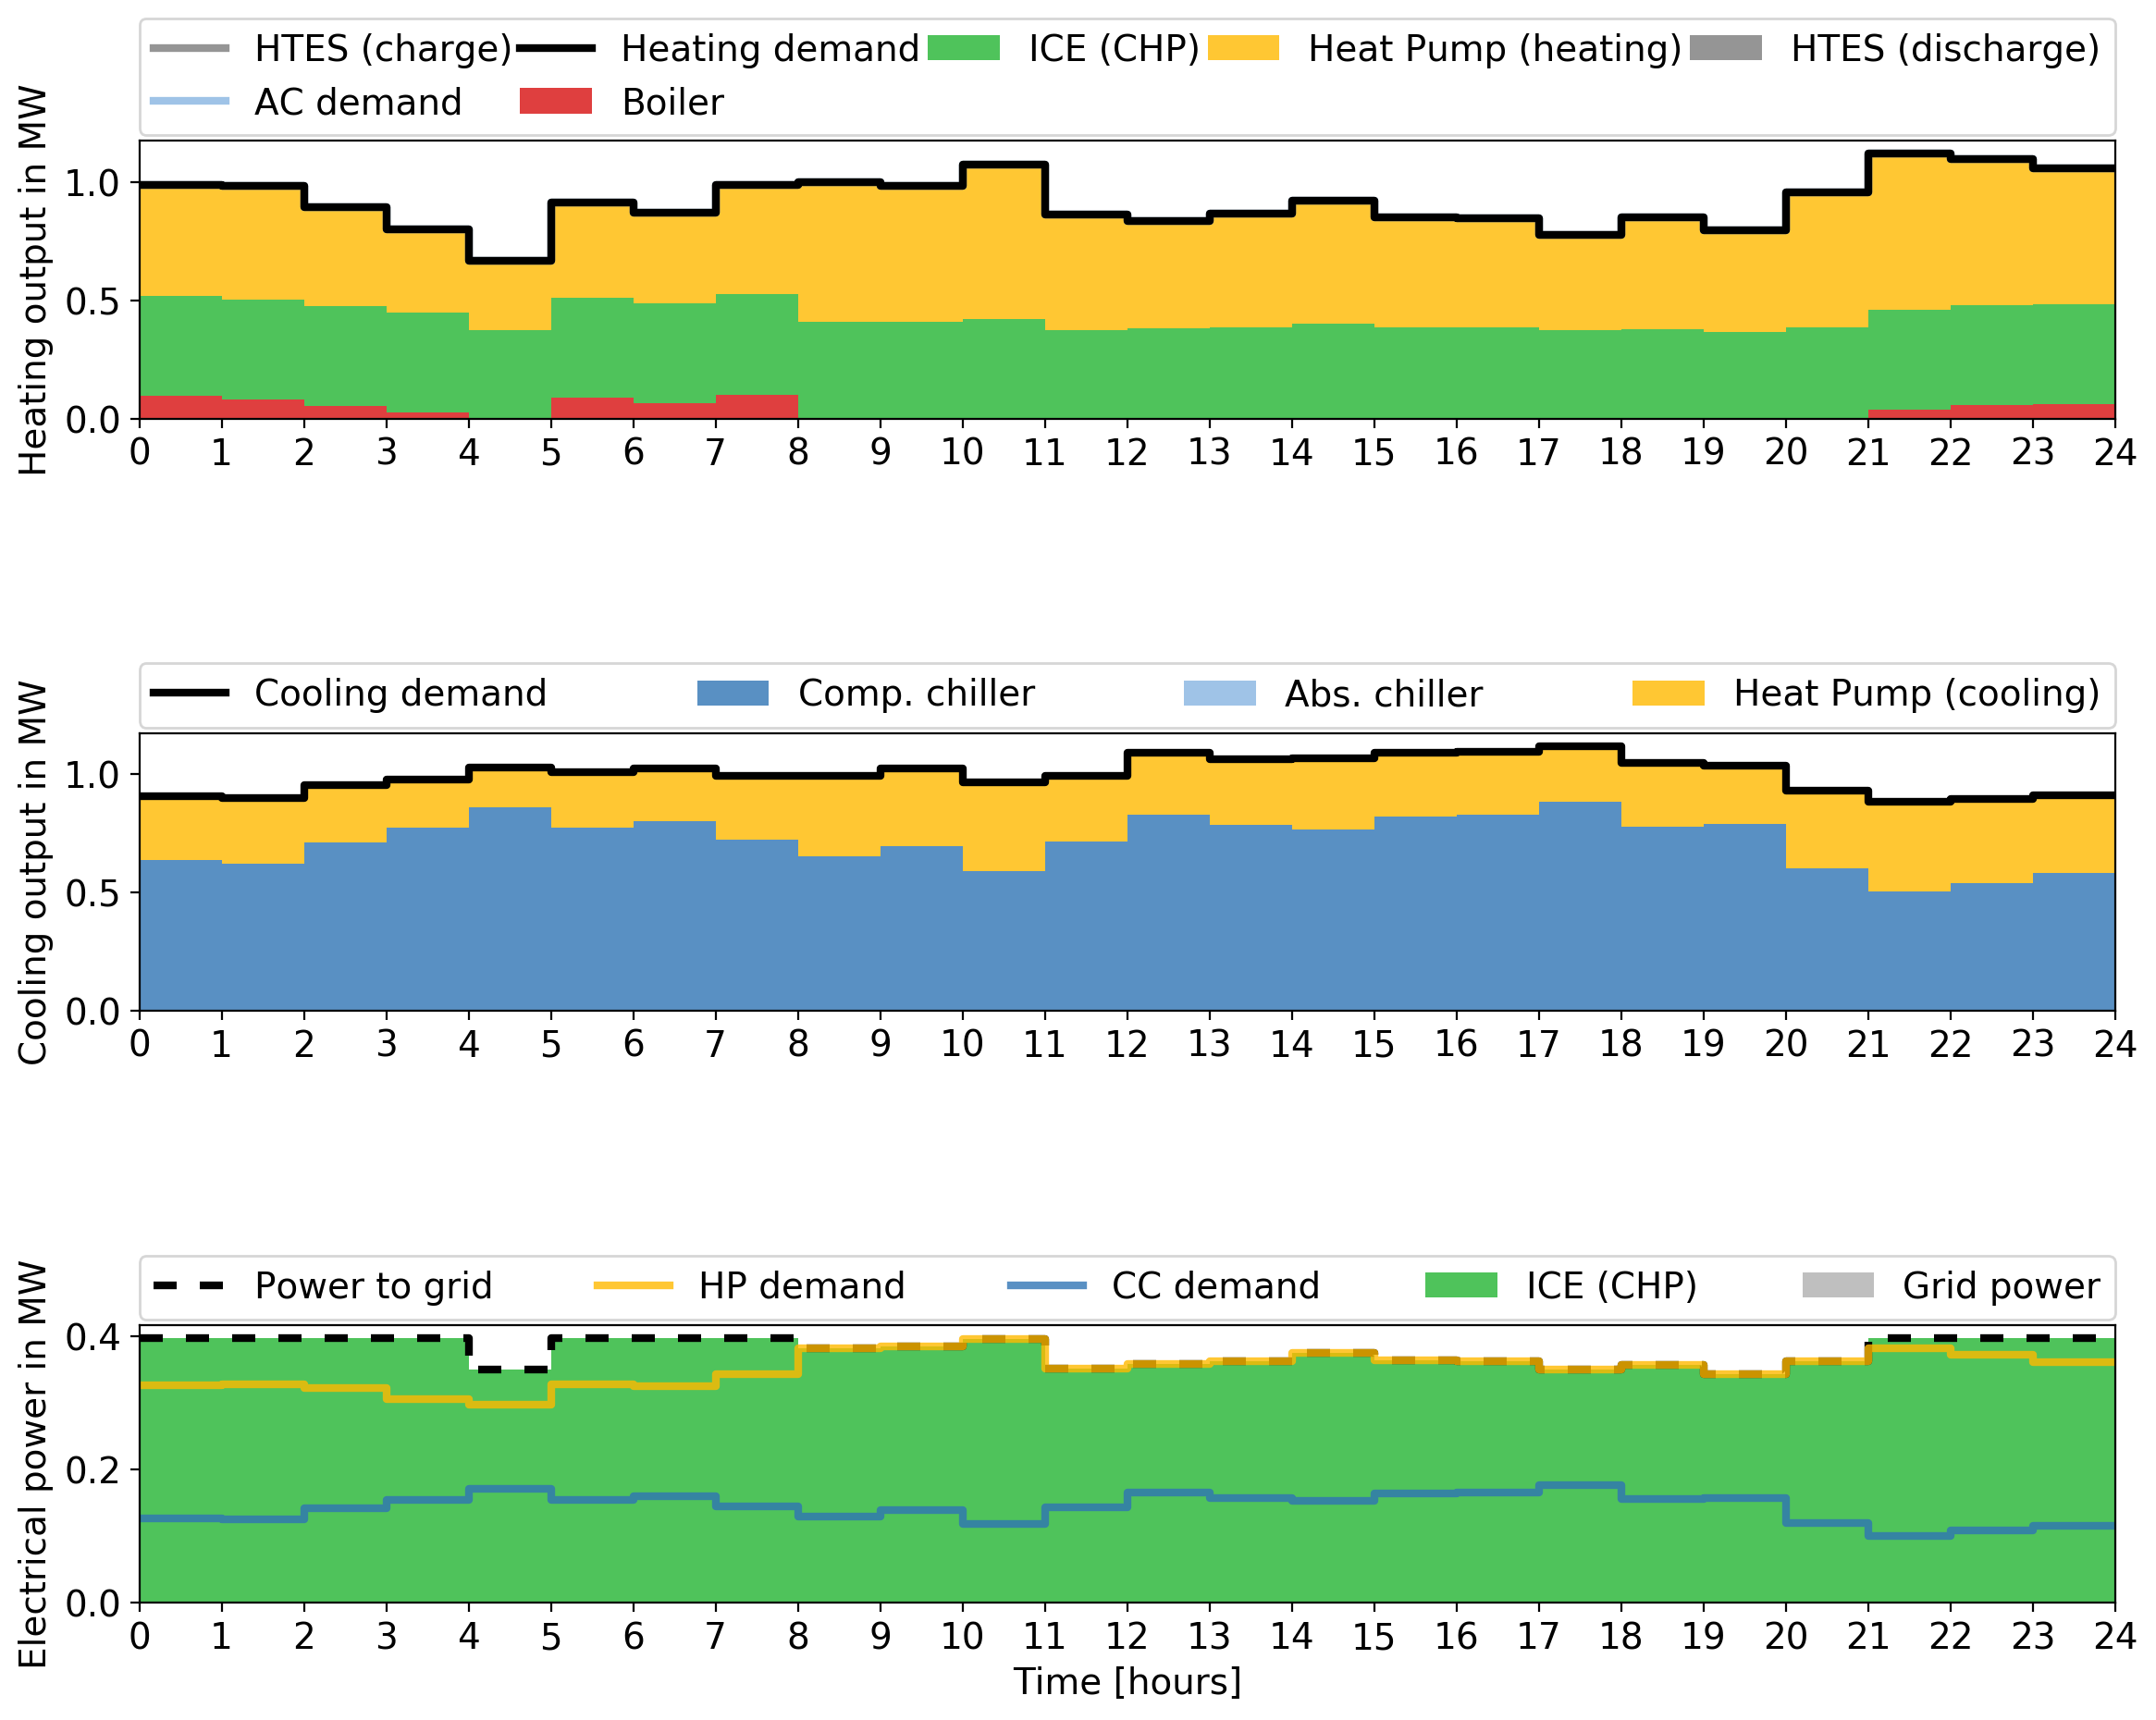 HTES (charge) Heating demand ICE (CHP) Heat Pump (heating) HTES (discharge)
AC demand Boiler
Heating output in MW
1.0
0.5
0.0
0 1 2 3 4 5 6 7 8 9 10 11 12 13 14 15 16 17 18 19 20 21 22 23 24
Cooling demand Comp. chiller Abs. chiller Heat Pump (cooling)
Cooling output in MW
1.0
0.5
0.0
0 1 2 3 4 5 6 7 8 9 10 11 12 13 14 15 16 17 18 19 20 21 22 23 24
Power to grid HP demand CC demand ICE (CHP) Grid power
Electrical power in MW
0.4
0.2
0.0
0 1 2 3 4 5 6 7 8 9 10 11 12 13 14 15 16 17 18 19 20 21 22 23 24
Time [hours]